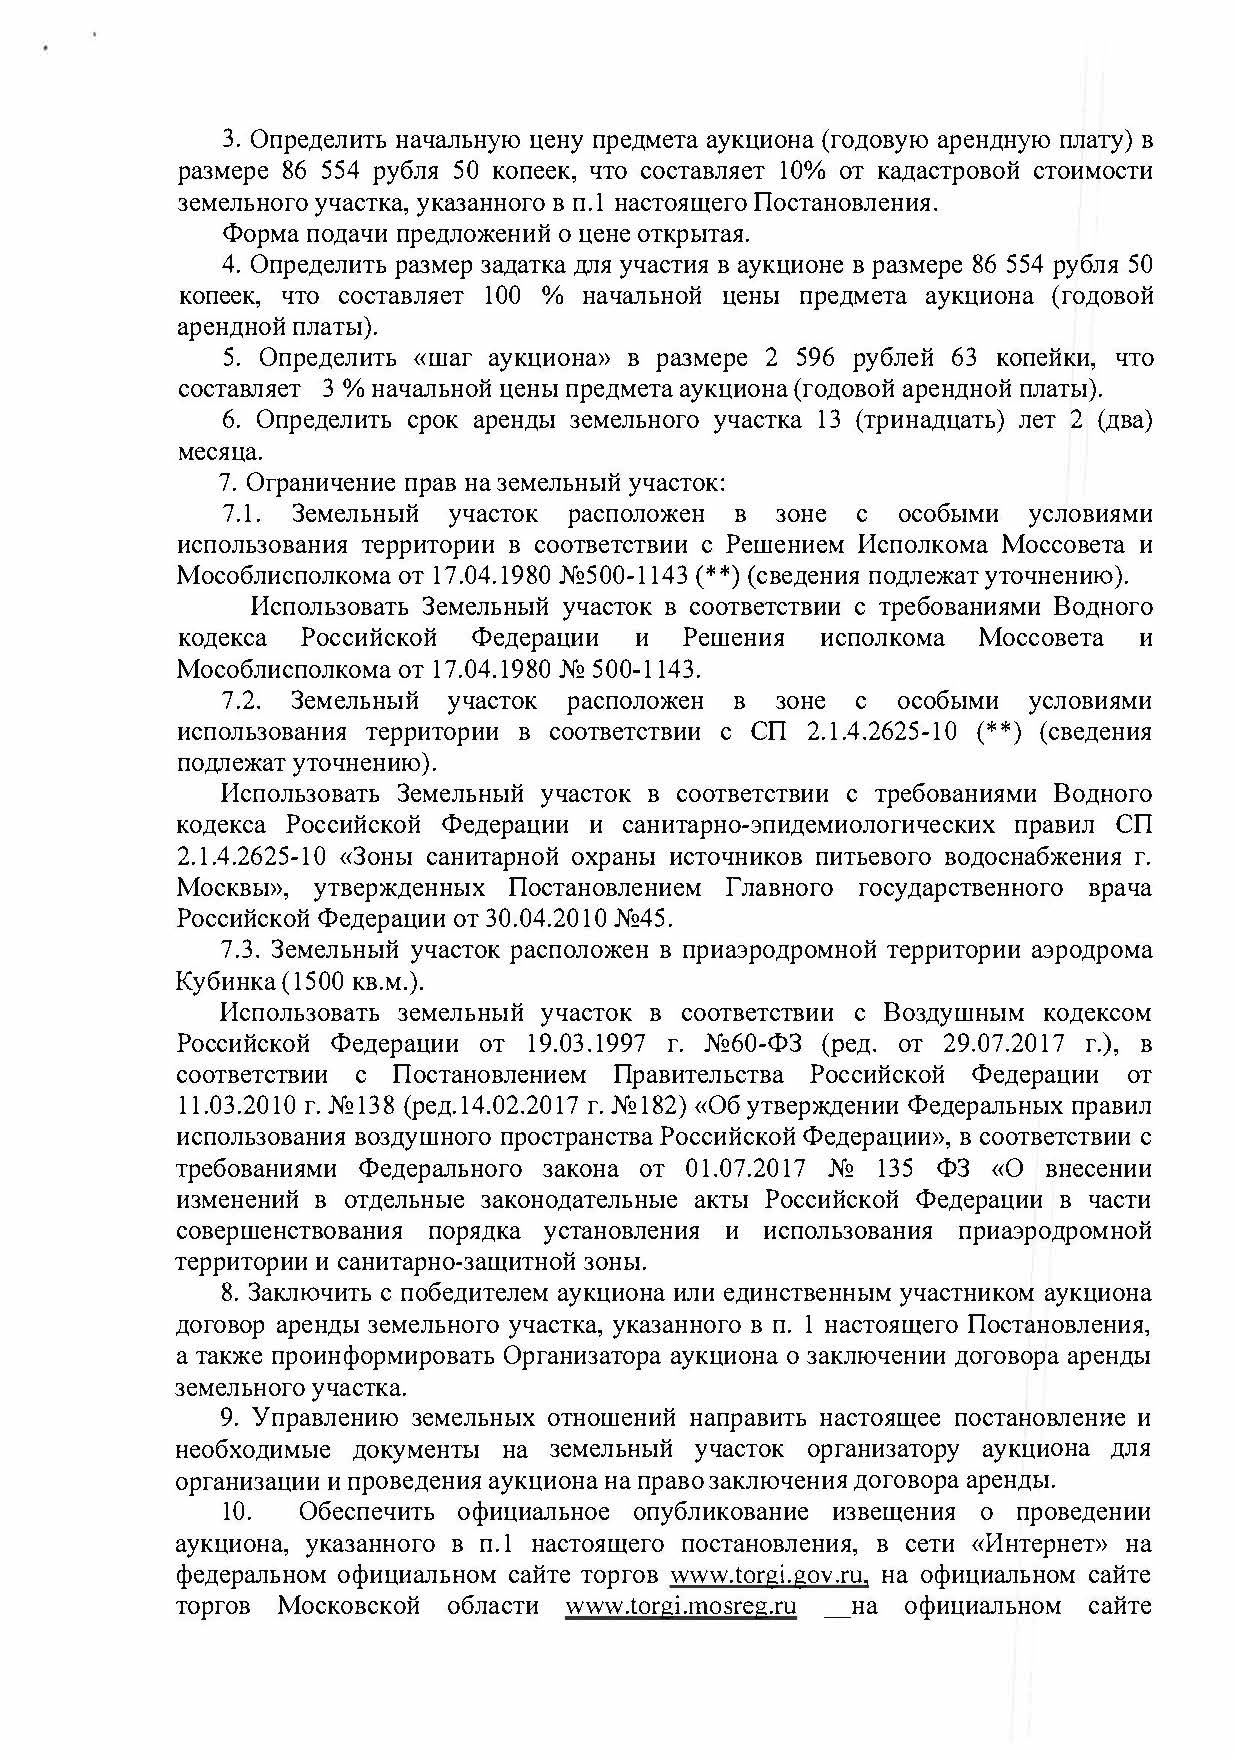 3. Определить начальную цену предмета аукциона (годовую арендную плату) в
размере 86 554 рубля 50 копеек, что составляет 10% от кадастровой стоимости
земельного участка, указанного в п.1 настоящего Постановления.
Форма подачи предложений о цене открытая.
4. Определить размер задатка для участия в аукционе в размере 86 554 рубля 50
копеек, что составляет 100 % начальной цены предмета аукциона (годовой
арендной платы).
5. Определить «шаг аукциона» в размере 2 596 рублей 63 копейки, что
составляет 3 % начальной цены предмета аукциона (годовой арендной платы).
6. Определить срок аренды земельного участка 13 (тринадцать) лет 2 (два)
месяца.
7. Ограничение прав на земельный участок:
7.1. Земельный участок расположен в зоне с особыми условиями
использования территории в соответствии с Решением Исполкома Моссовета и
Мособлисполкома от 17.04.1980 №500-1143 (**) (сведения подлежат уточнению).
Использовать Земельный участок в соответствии с требованиями Водного
кодекса Российской Федерации и Решения исполкома Моссовета и
Мособлисполкома от 17.04.1980 № 500-1143.
7.2. Земельный участок расположен в зоне с особыми условиями
использования территории в соответствии с СП 2.1.4.2625-10 (**) (сведения
подлежат уточнению).
Использовать Земельный участок в соответствии с требованиями Водного
кодекса Российской Федерации и санитарно-эпидемиологических правил СП
2.1.4.2625-10 «Зоны санитарной охраны источников питьевого водоснабжения г.
Москвы», утвержденных Постановлением Главного государственного врача
Российской Федерации от 30.04.2010 №45.
7.3. Земельный участок расположен в приаэродромной территории аэродрома
Кубинка (1500 кв.м.).
Использовать земельный участок в соответствии с Воздушным кодексом
Российской Федерации от 19.03.1997 г. №60-ФЗ (ред. от 29.07.2017 г.), в
соответствии с Постановлением Правительства Российской Федерации от
11.03.2010 г. №138 (ред.14.02.2017 г. №182) «Об утверждении Федеральных правил
использования воздушного пространства Российской Федерации», в соответствии с
требованиями Федерального закона от 01.07.2017 № 135 ФЗ «О внесении
изменений в отдельные законодательные акты Российской Федерации в части
совершенствования порядка установления и использования приаэродромной
территории и санитарно-защитной зоны.
8. Заключить с победителем аукциона или единственным участником аукциона
договор аренды земельного участка, указанного в п. 1 настоящего Постановления,
а также проинформировать Организатора аукциона о заключении договора аренды
земельного участка.
9. Управлению земельных отношений направить настоящее постановление и
необходимые документы на земельный участок организатору аукциона для
организации и проведения аукциона на право заключения договора аренды.
10. Обеспечить официальное опубликование извещения о проведении
аукциона, указанного в п.1 настоящего постановления, в сети «Интернет» на
федеральном официальном сайте торгов www.torgi.gov.ru, на официальном сайте
торгов Московской области www.torgi.mosreg.ru __на официальном сайте